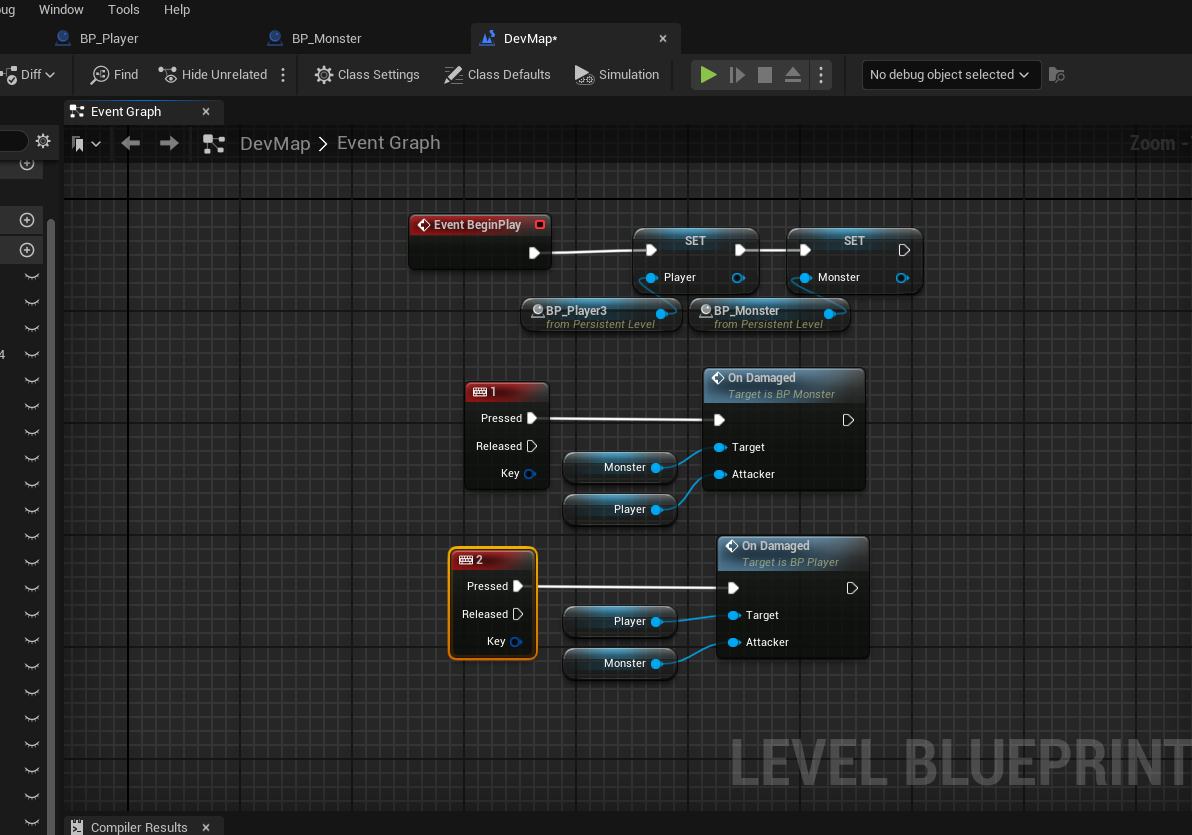 ug Window Tools Help
BP_Player BP_Monster DevMap*
Diff Find Hide Unrelated Class Settings Class Defaults Simulation No debug object selected
Event Graph
DevMap Event Graph Zoom -
Event BeginPlay
SET SET
Player Monster
BP_Player3 BP_Monster
from Persistent Level from Persistent Level
4
1
Pressed
Released
Key
Monster
Player
On Damaged
Target is BP Monster
Target
Attacker
2
Pressed
Released
Key
Player
Monster
On Damaged
Target is BP Player
Target
Attacker
LEVEL BLUEPRINT
Compiler Results